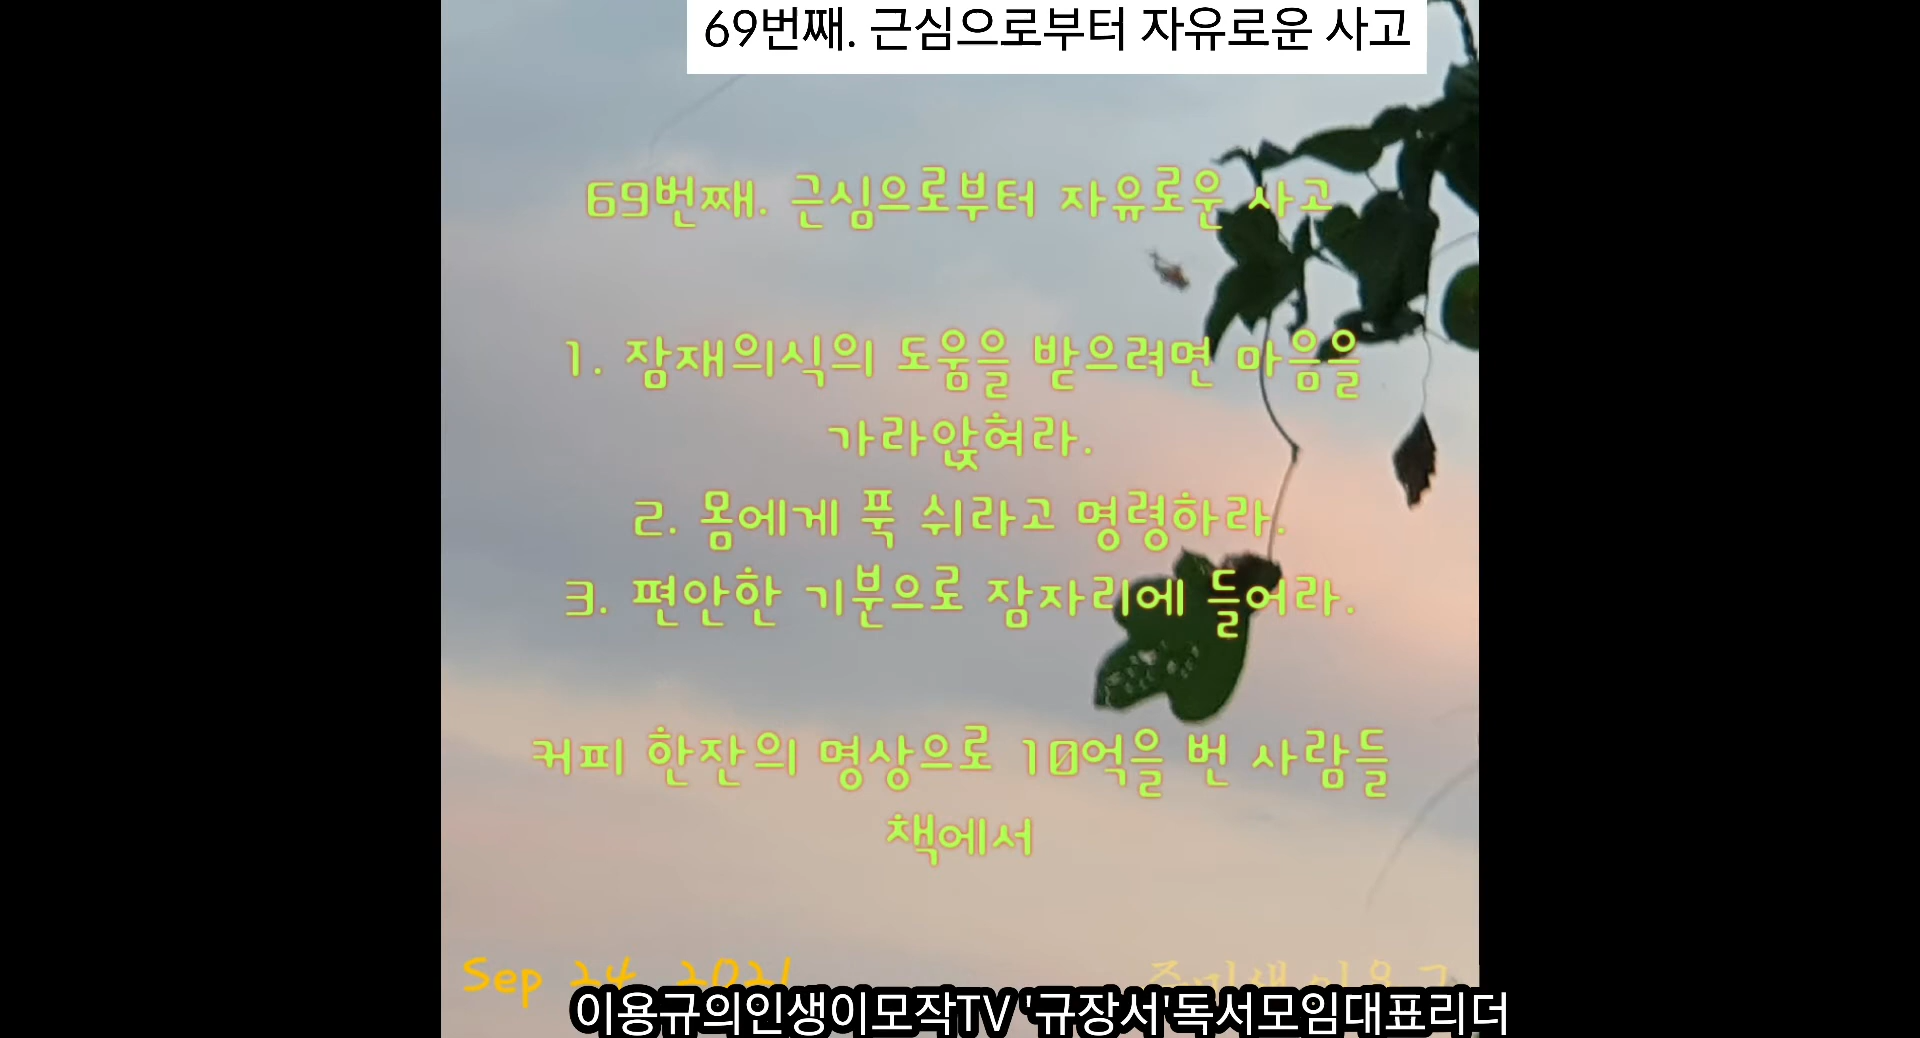 69번째. 근심으로부터 자유로운 사고
69번째. 근심으로부터 자유로운 사고
1. 잠재의식의 도움을 받으려면 마음을
가라앉혀라.
2. 몸에게 푹 쉬라고 명령하라.
3. 편안한 기분으로 잠자리에 들어라.
커피 한잔의 명상으로 10억을 번 사람들
책에서
Sep 24, 2021
이용규의인생이모작TV '규장서'독서모임대표리더